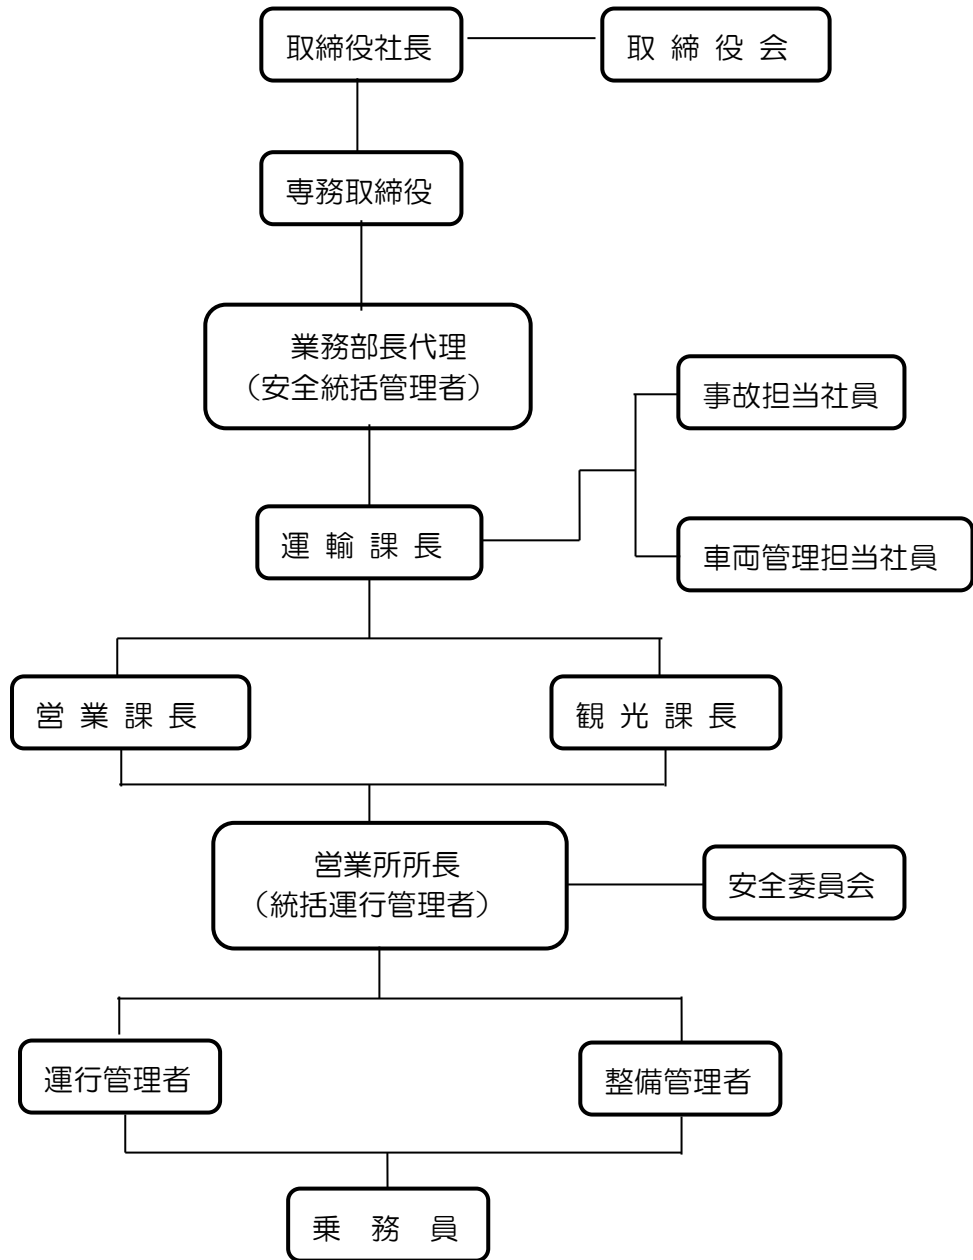 取締役社長
取締役会
専務取締役
業務部長代理
（安全統括管理者）
事故担当社員
運輸課長
車両管理担当社員
営業課長
観光課長
営業所所長
（統括運行管理者）
安全委員会
運行管理者
整備管理者
乗務員